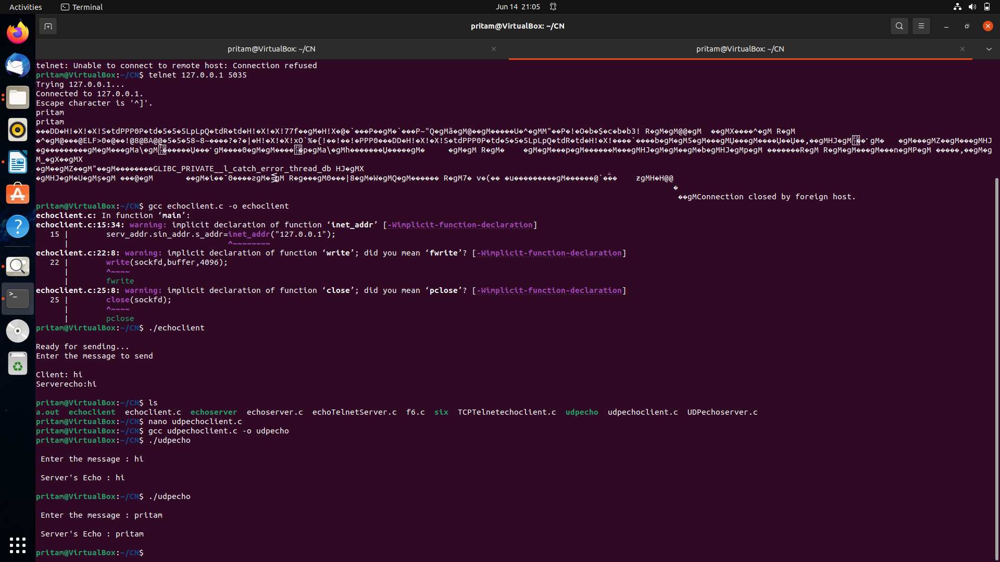 Activities
Terminal
Jun 14 21:05
pritam@VirtualBox: ~/CN
pritam@VirtualBox: ~/CN
pritam@VirtualBox: ~/CN
telnet: Unable to connect to remote host: Connection refused
pritam@VirtualBox:~/CN$ telnet 127.0.0.1 5035
Trying 127.0.0.1...
Connected to 127.0.0.1.
Escape character is '^]'.
pritam
pritam
GLIBC_PRIVATE__l_catch_error_thread_db
Connection closed by foreign host.
pritam@VirtualBox:~/CN$ gcc echoclient.c -o echoclient
echoclient.c: In function ‘main’:
echoclient.c:15:34: warning: implicit declaration of function ‘inet_addr’ [-Wimplicit-function-declaration]
   15 |        serv_addr.sin_addr.s_addr=inet_addr("127.0.0.1");
      |                                  ^~~~~~~~~
echoclient.c:22:8: warning: implicit declaration of function ‘write’; did you mean ‘fwrite’? [-Wimplicit-function-declaration]
   22 |        write(sockfd,buffer,4096);
      |        ^~~~~
      |        fwrite
echoclient.c:25:8: warning: implicit declaration of function ‘close’; did you mean ‘pclose’? [-Wimplicit-function-declaration]
   25 |        close(sockfd);
      |        ^~~~~
      |        pclose
pritam@VirtualBox:~/CN$ ./echoclient
Ready for sending...
Enter the message to send
Client: hi
Serverecho:hi
pritam@VirtualBox:~/CN$ ls
a.out  echoclient  echoclient.c  echoserver  echoserver.c  echoTelnetServer.c  f6.c  six  TCPTelnetechoclient.c  udpecho  udpechoclient.c  UDPechoserver.c
pritam@VirtualBox:~/CN$ nano udpechoclient.c
pritam@VirtualBox:~/CN$ gcc udpechoclient.c -o udpecho
pritam@VirtualBox:~/CN$ ./udpecho
Enter the message : hi
Server's Echo : hi
pritam@VirtualBox:~/CN$ ./udpecho
Enter the message : pritam
Server's Echo : pritam
pritam@VirtualBox:~/CN$